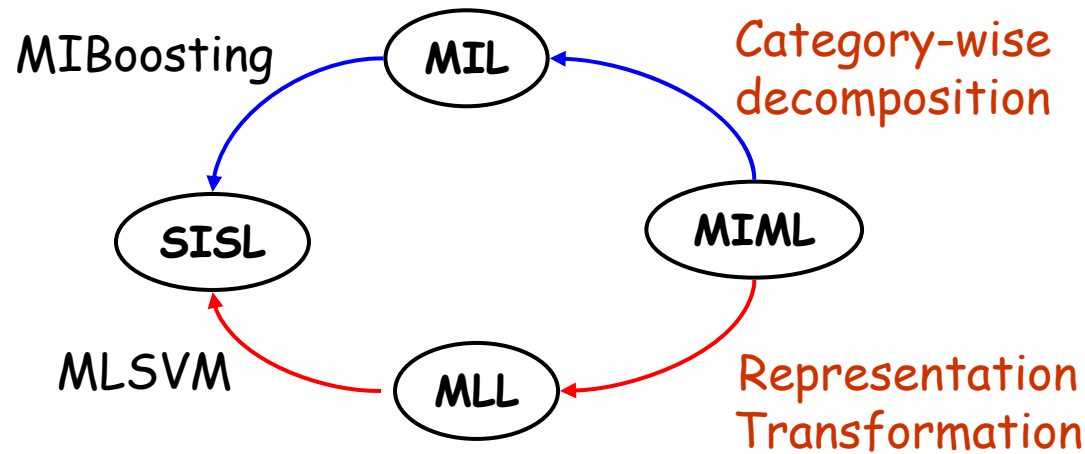 MIBoosting
MIL
Category-wise
decomposition
SISL
MIML
MLSVM
MLL
Representation
Transformation